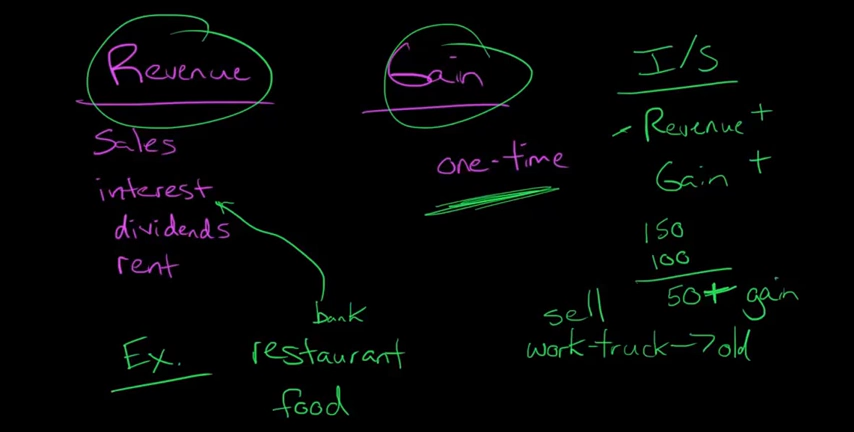 Revenue
Sales
interest
dividends
rent
Gain
one-time
I/S
Revenue +
Gain +
150
100
50+ gain
Ex.
bank
restaurant
food
sell
work-truck → old